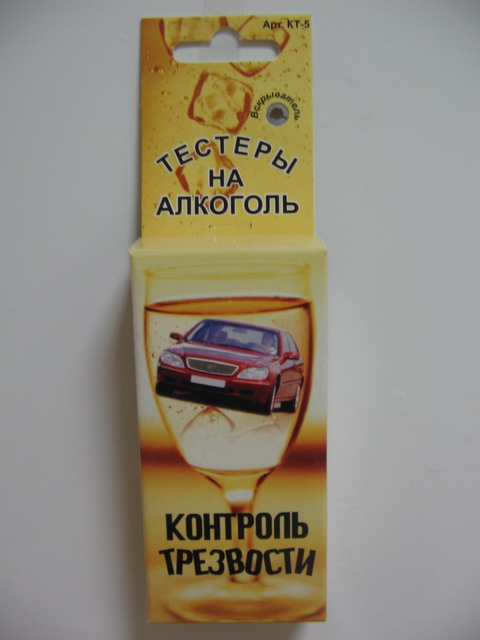 Арт. КТ-5
Вскрыватель
ТЕСТЕРЫ
НА
АЛКОГОЛЬ
КОНТРОЛЬ
ТРЕЗВОСТИ